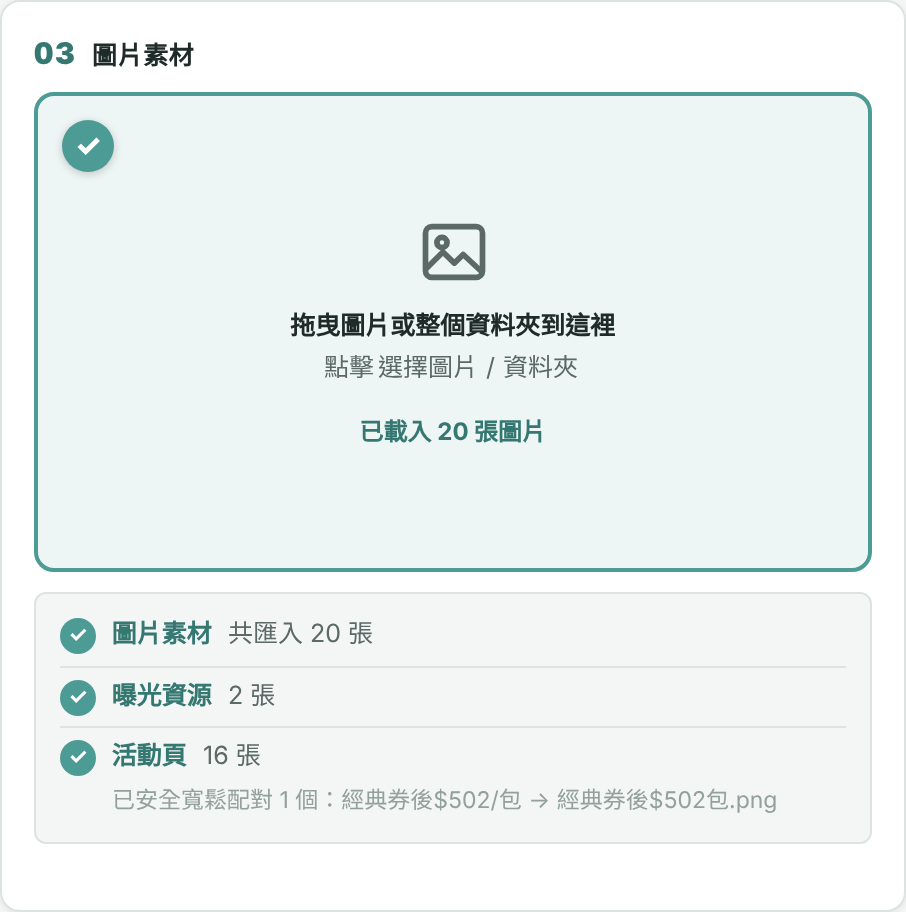 03 圖片素材
拖曳圖片或整個資料夾到這裡
點擊選擇圖片 / 資料夾
已載入 20 張圖片
圖片素材 共匯入 20 張
曝光資源 2 張
活動頁 16 張
已安全寬鬆配對 1 個：經典券後$502/包 → 經典券後$502包.png